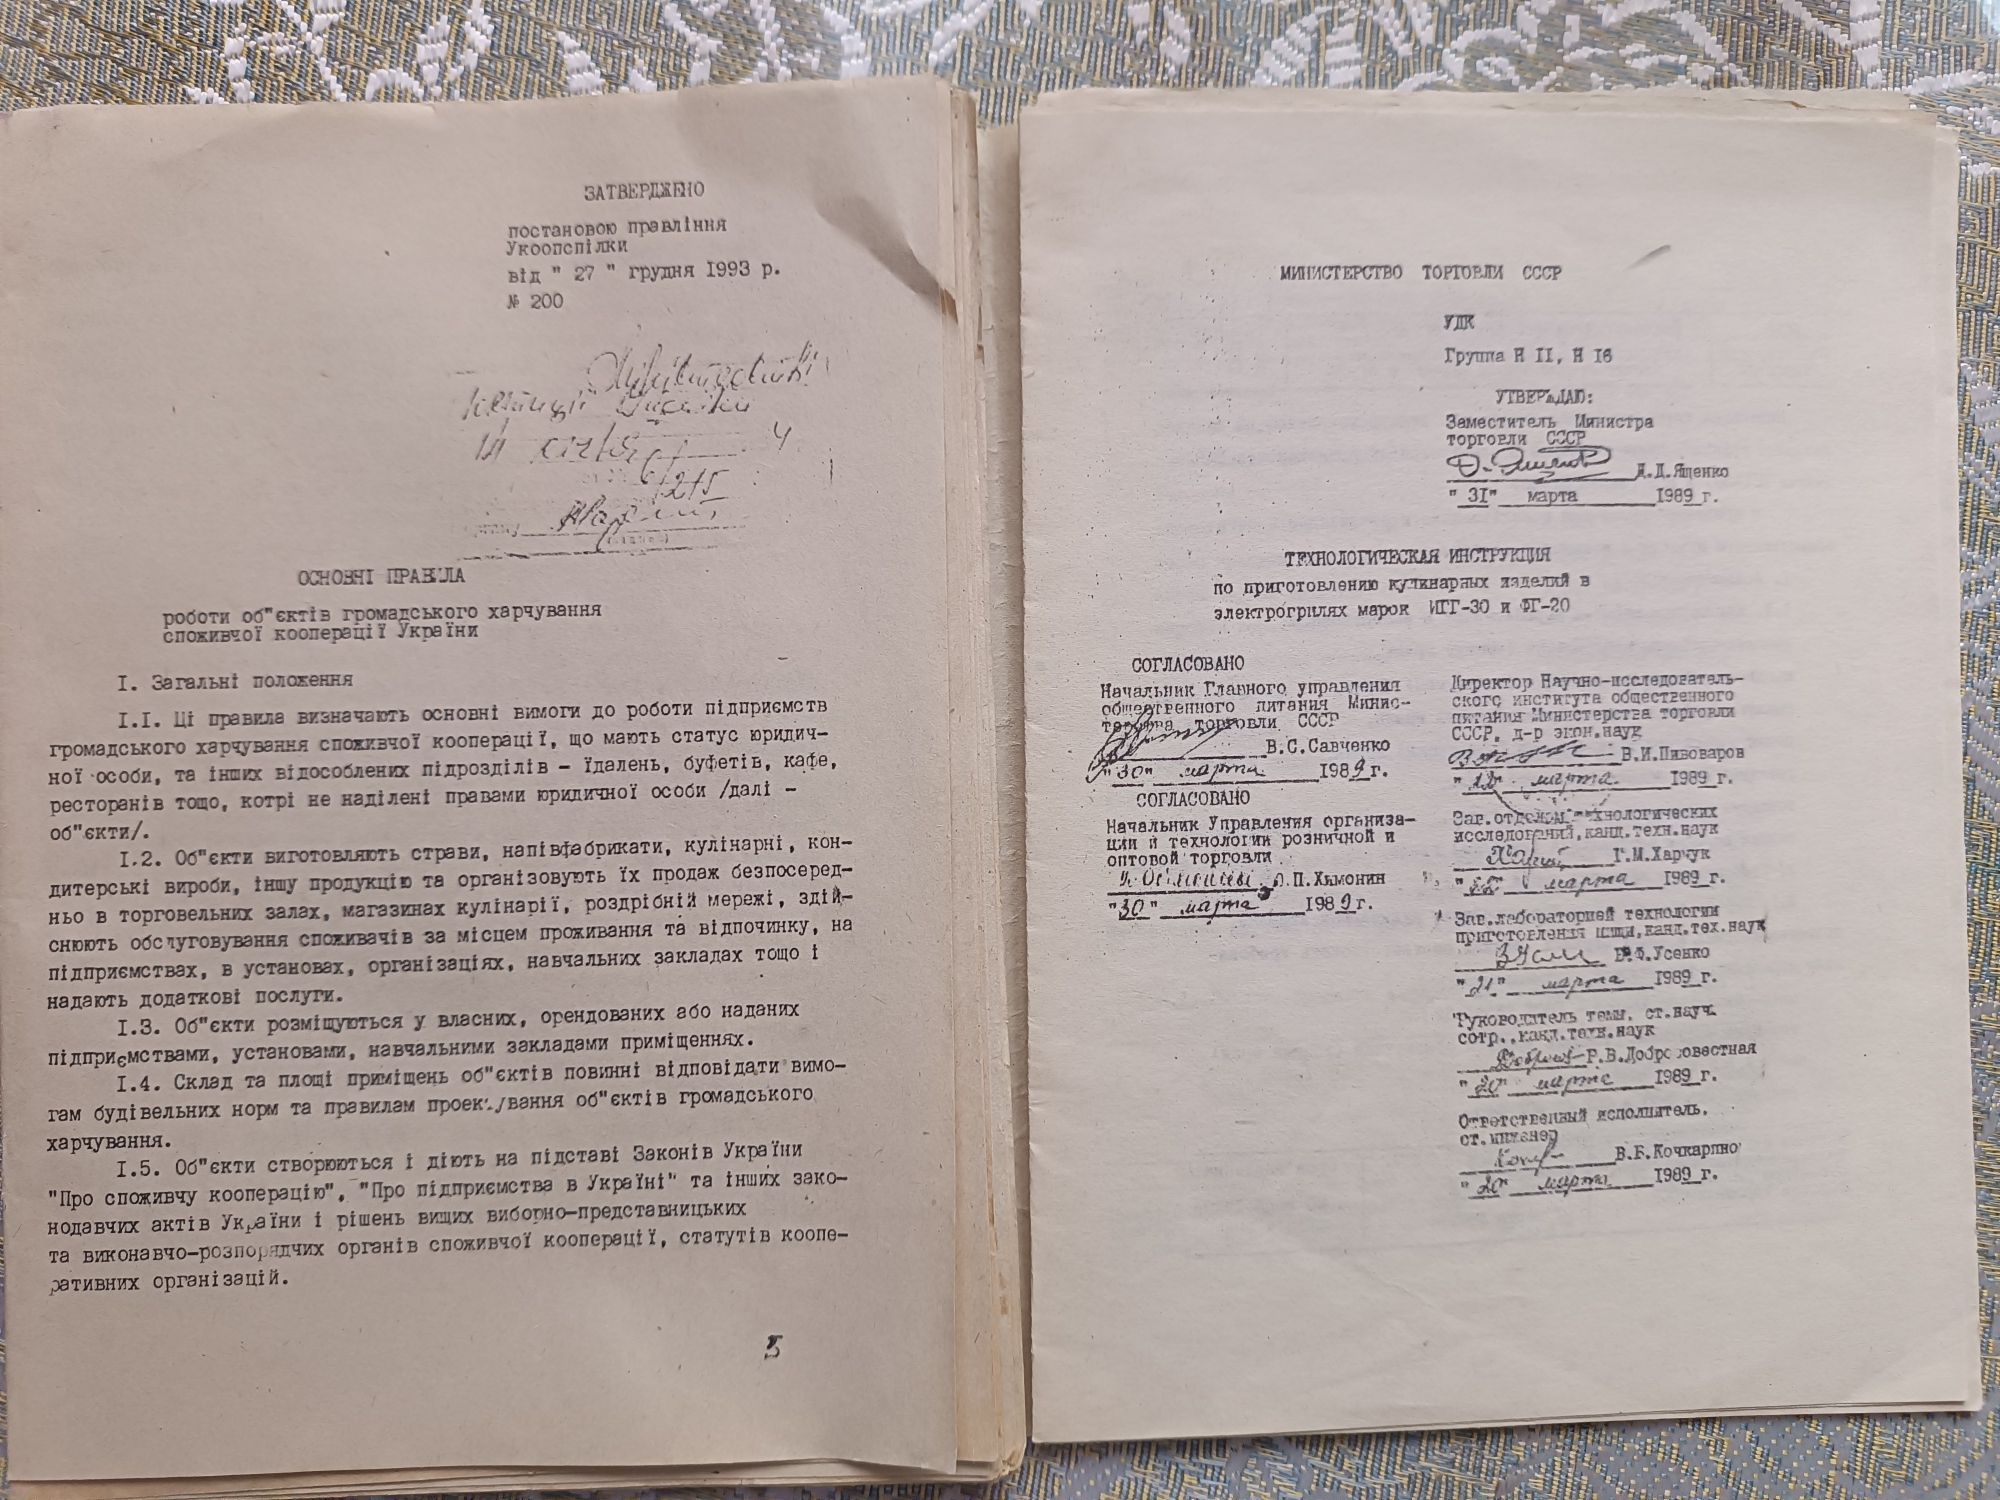 ЗАТВЕРДЖЕНО
постановою правління
Укоопспілки
від " 27 " грудня 1993 р.
№ 200
ОСНОВНІ ПРАВИЛА
роботи об"єктів громадського харчування
споживчої кооперації України
I. Загальні положення
I.I. Ці правила визначають основні вимоги до роботи підприємств
громадського харчування споживчої кооперації, що мають статус юридич-
ної особи, та інших відособлених підрозділів - їдалень, буфетів, кафе,
ресторанів тощо, котрі не наділені правами юридичної особи /далі -
об"єкти/.
I.2. Об"єкти виготовляють страви, напівфабрикати, кулінарні, кон-
дитерські вироби, іншу продукцію та організовують їх продаж безпосеред-
ньо в торговельних залах, магазинах кулінарії, роздрібній мережі, здій-
снюють обслуговування споживачів за місцем проживання та відпочинку, на
підприємствах, в установах, організаціях, навчальних закладах тощо і
надають додаткові послуги.
I.3. Об"єкти розміщуються у власних, орендованих або наданих
підприємствами, установами, навчальними закладами приміщеннях.
I.4. Склад та площі приміщень об"єктів повинні відповідати вимо-
гам будівельних норм та правилам проектування об"єктів громадського
харчування.
I.5. Об"єкти створюються і діють на підставі Законів України
"Про споживчу кооперацію", "Про підприємства в Україні" та інших зако-
нодавчих актів України і рішень вищих виборно-представницьких
та виконавчо-розпорядчих органів споживчої кооперації, статутів коопе-
ративних організацій.
5
МИНИСТЕРСТВО ТОРГОВЛИ СССР
УДК
Группа Н II, Н I6
УТВЕРЖДАЮ:
Заместитель Министра
торговли СССР
Д.Д.Ященко
"31" марта 1989 г.
ТЕХНОЛОГИЧЕСКАЯ ИНСТРУКЦИЯ
по приготовлению кулинарных изделий в
электрогрилях марок ИГГ-30 и ФГ-20
СОГЛАСОВАНО
Начальник Главного управления
общественного питания Минис-
терства торговли СССР
В.С.Савченко
"30" марта 1989 г.
СОГЛАСОВАНО
Начальник Управления организа-
ции и технологии розничной и
оптовой торговли
П.Химонин
"30" марта 1989 г.
Директор Научно-исследователь-
ского института общественного
питания Министерства торговли
СССР, д-р экон.наук
В.И.Пивоваров
марта 1989 г.
Зав.отделом технологических
исследований,канд.техн.наук
Г.М.Харчук
марта 1989 г.
Зав.лабораторией технологии
приготовления пищи,канд.тех.наук
В.Ф.Усенко
"21" марта 1989 г.
Руководитель темы, ст.науч.
сотр.,канд.техн.наук
Р.В.Добросовестная
"20" марта 1989 г.
Ответственный исполнитель,
ст.инженер
"20" марта 1989 г.